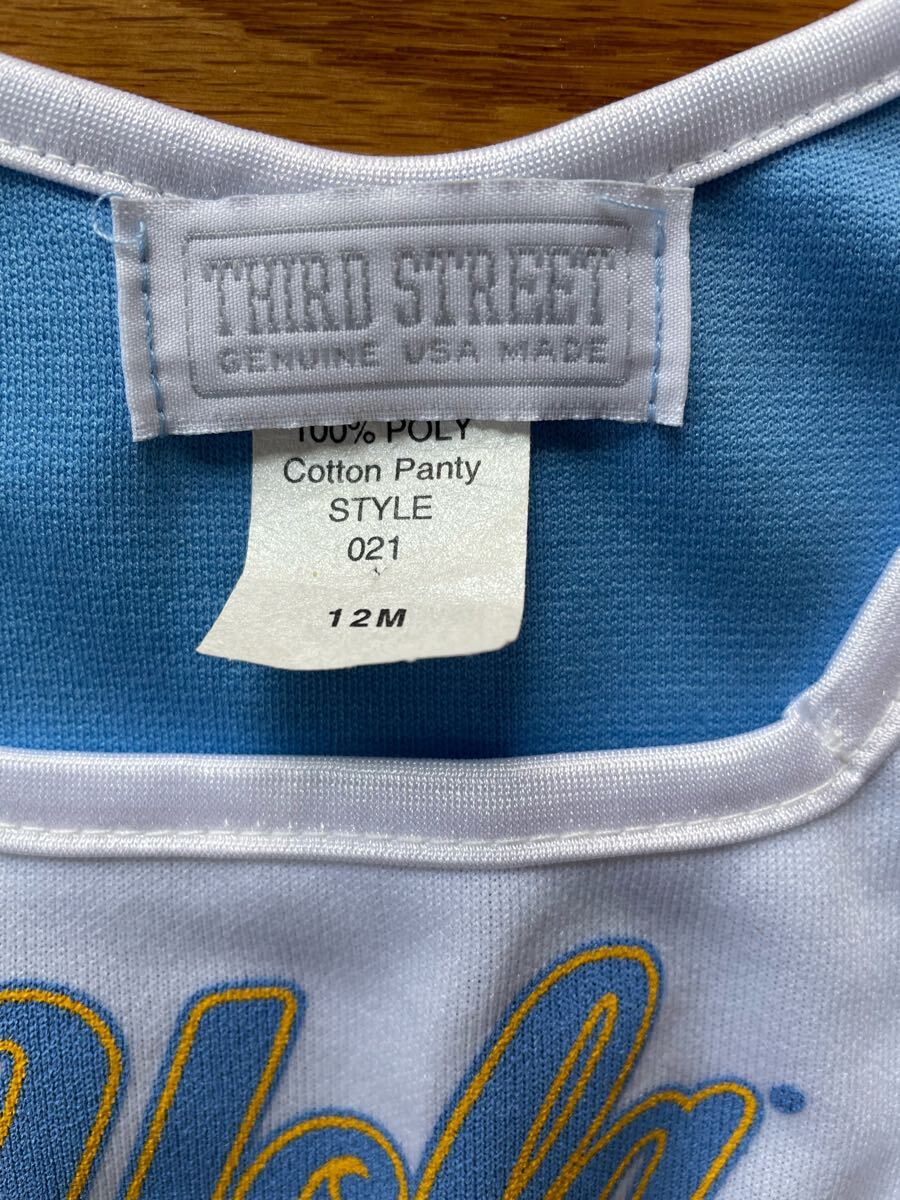 THIRD STREET
GENUINE USA MADE
100% POLY
Cotton Panty
STYLE
021
12M